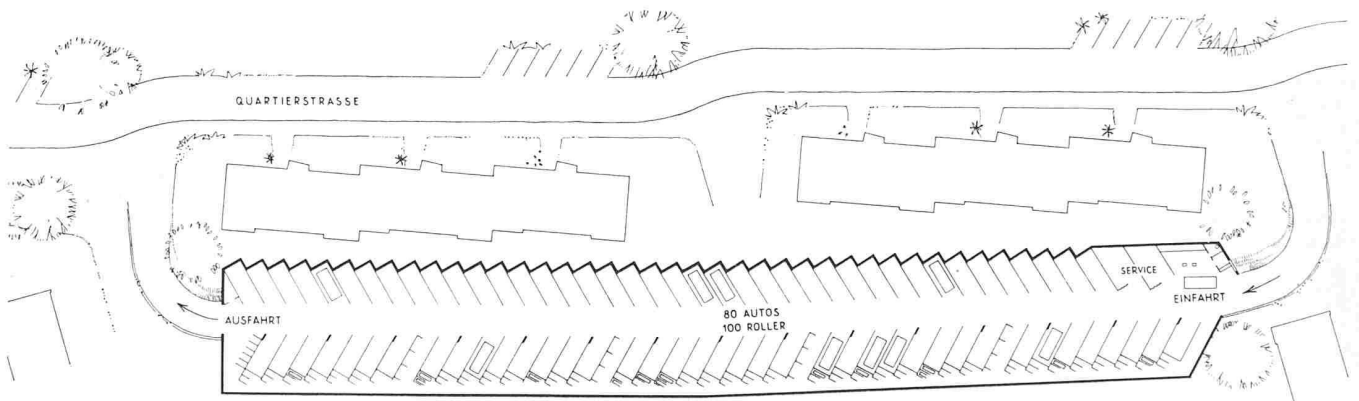 QUARTIERSTRASSE
SERVICE
EINFAHRT
AUSFAHRT
80 AUTOS
100 ROLLER